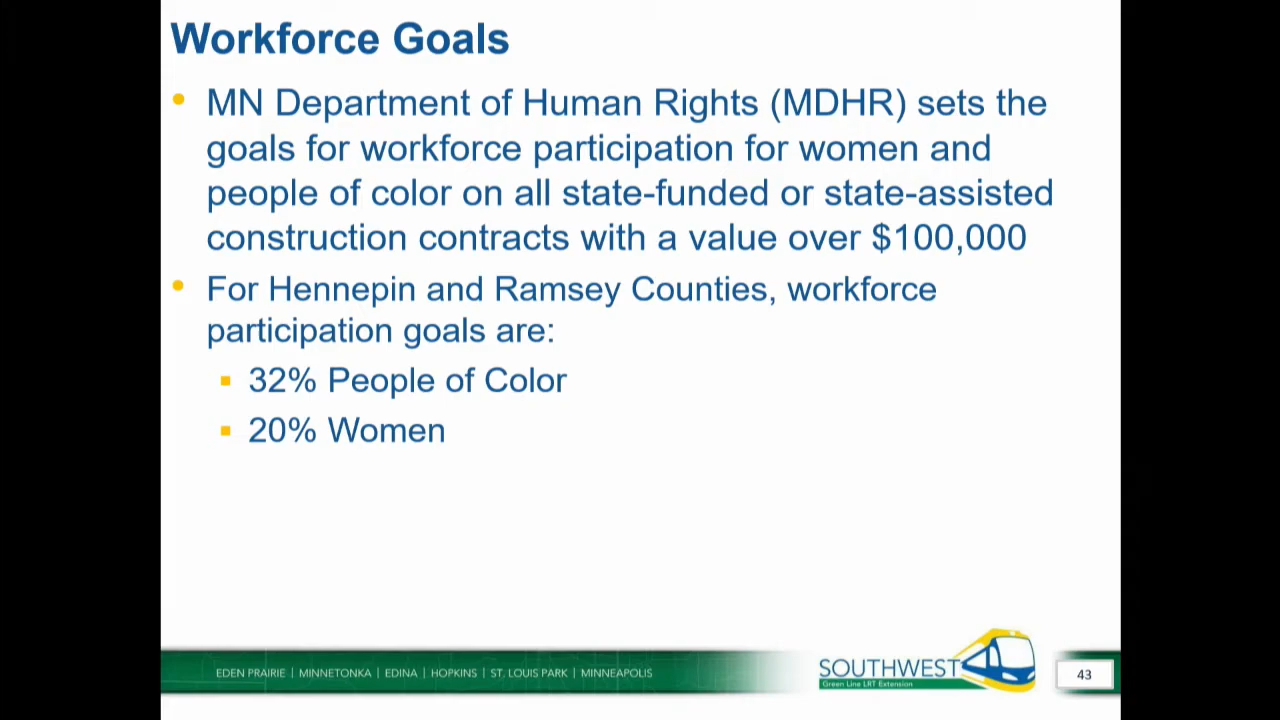 Workforce Goals
• MN Department of Human Rights (MDHR) sets the
goals for workforce participation for women and
people of color on all state-funded or state-assisted
construction contracts with a value over $100,000
• For Hennepin and Ramsey Counties, workforce
participation goals are:
▪ 32% People of Color
▪ 20% Women
EDEN PRAIRIE | MINNETONKA | EDINA | HOPKINS | ST. LOUIS PARK | MINNEAPOLIS
SOUTHWEST
Green Line LRT Extension
43